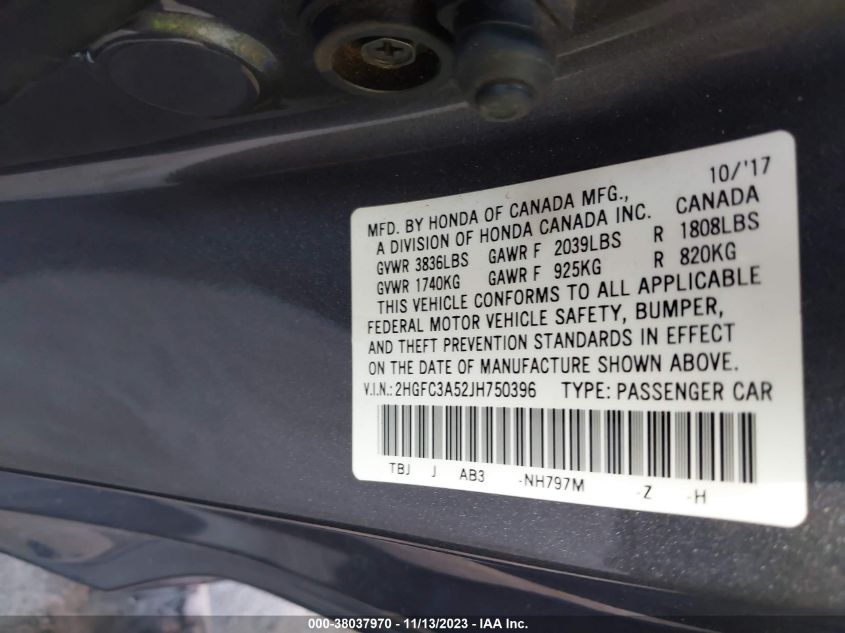 10/'17
MFD. BY HONDA OF CANADA MFG., CANADA
A DIVISION OF HONDA CANADA INC.
GVWR 3836LBS GAWR F 2039LBS R 1808LBS
GVWR 1740KG GAWR F 925KG R 820KG
THIS VEHICLE CONFORMS TO ALL APPLICABLE
FEDERAL MOTOR VEHICLE SAFETY, BUMPER,
AND THEFT PREVENTION STANDARDS IN EFFECT
ON THE DATE OF MANUFACTURE SHOWN ABOVE.
V.I.N.:2HGFC3A52JH750396 TYPE: PASSENGER CAR
TBJ J AB3 -NH797M -Z -H
000-38037970 - 11/13/2023 - IAAI.COM